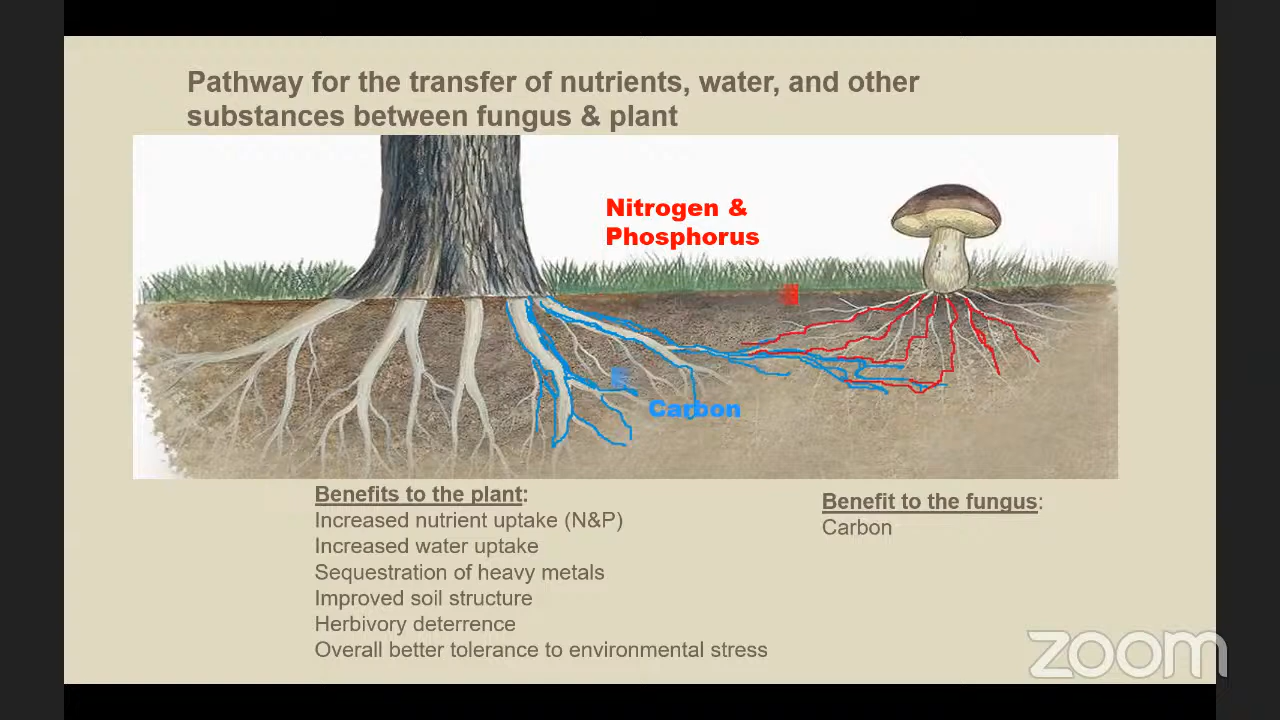 Pathway for the transfer of nutrients, water, and other
substances between fungus & plant
Nitrogen &
Phosphorus
Carbon
Benefits to the plant:
Increased nutrient uptake (N&P)
Increased water uptake
Sequestration of heavy metals
Improved soil structure
Herbivory deterrence
Overall better tolerance to environmental stress
Benefit to the fungus:
Carbon
zoom